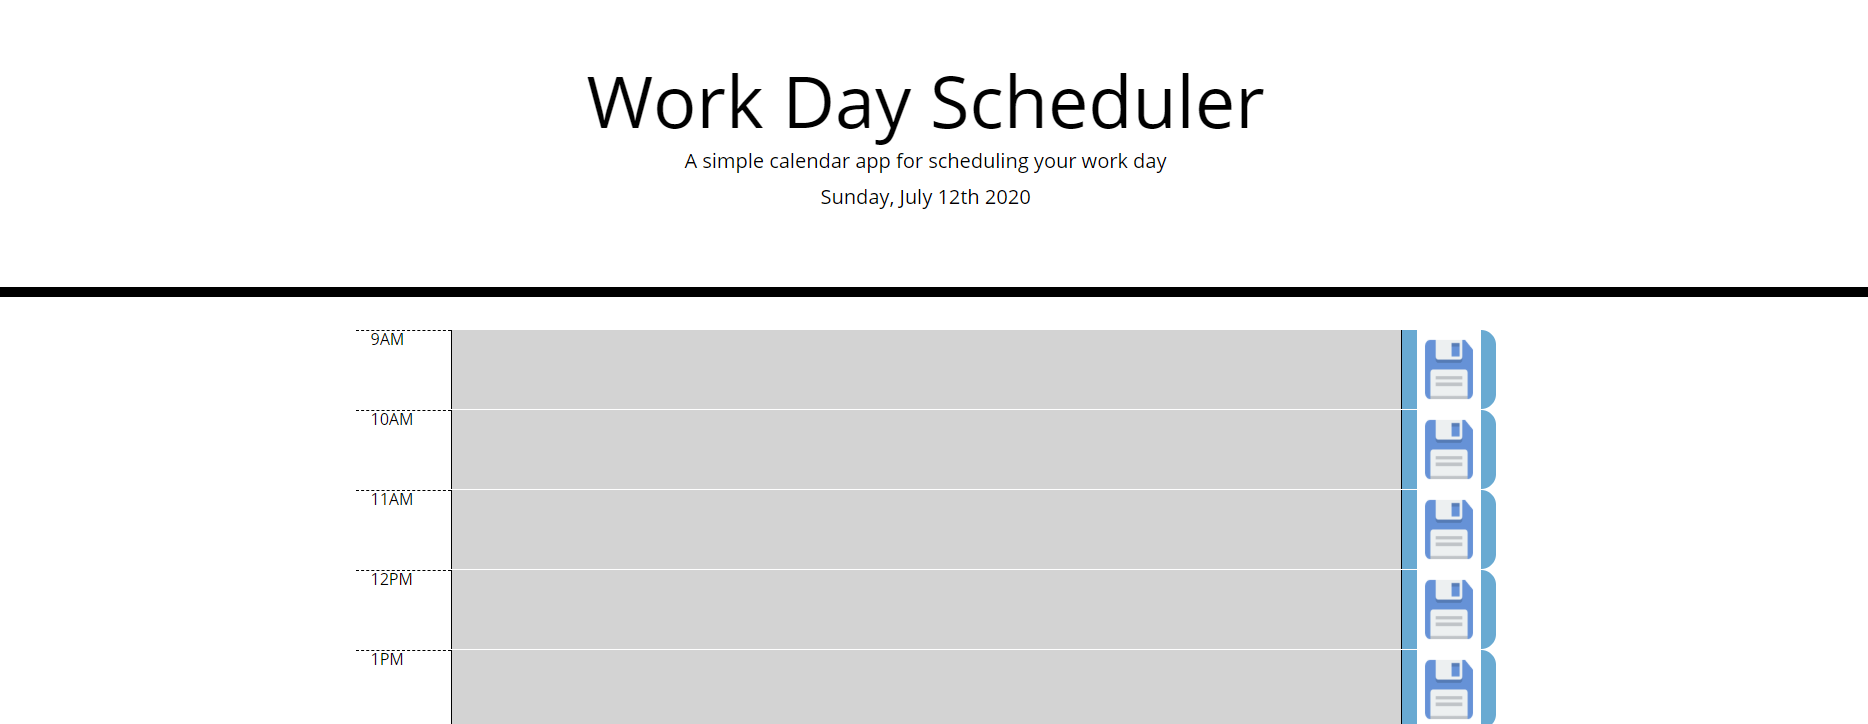 Work Day Scheduler
A simple calendar app for scheduling your work day
Sunday, July 12th 2020
9AM
10AM
11AM
12PM
1PM